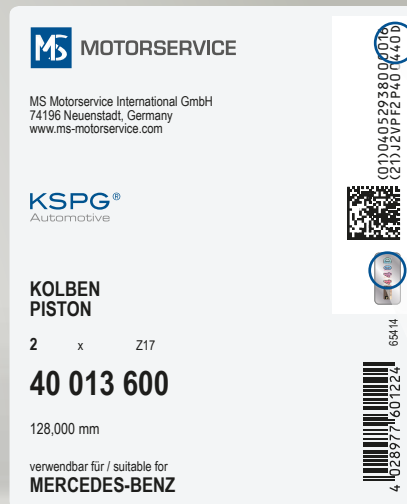 MS MOTORSERVICE
MS Motorservice International GmbH
74196 Neuenstadt, Germany
www.ms-motorservice.com
KSPG®
Automotive
KOLBEN
PISTON
2 x Z17
40 013 600
128,000 mm
verwendbar für / suitable for
MERCEDES-BENZ
(01)04052938000016
(21)J2VPF2P400440D
65414
4 028977 601224